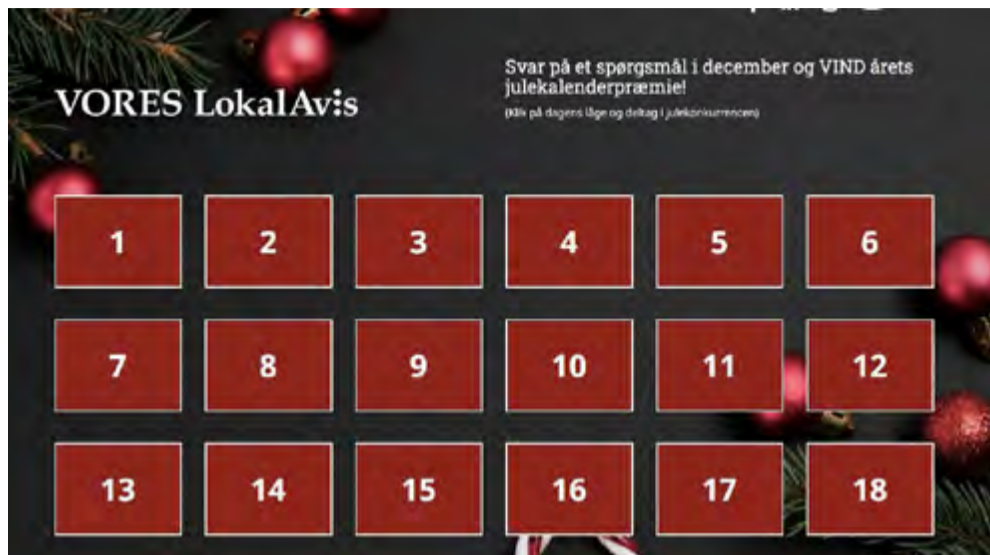 Svar på et spørgsmål i december og VIND årets
julekalenderpræmie!
VORES LokalAvis
(Klik på dagens låge og deltag i julekonkurrencen)
1 2 3 4 5 6
7 8 9 10 11 12
13 14 15 16 17 18